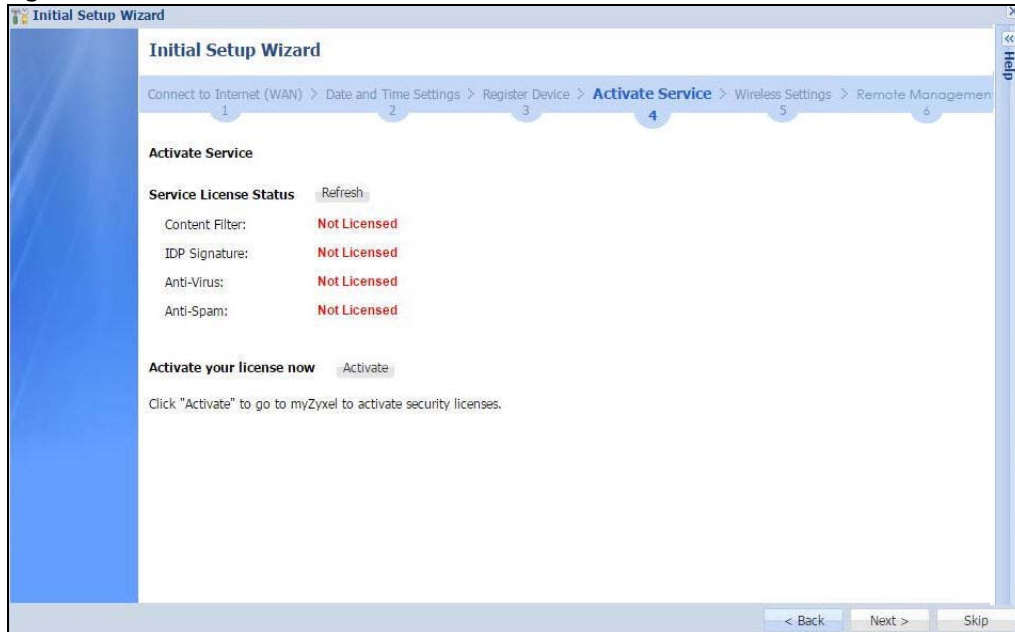 Initial Setup Wizard
Help
Initial Setup Wizard
Connect to Internet (WAN) > Date and Time Settings > Register Device > Activate Service > Wireless Settings > Remote Managemen
1 2 3 4 5 6
Activate Service
Service License Status Refresh
Content Filter: Not Licensed
IDP Signature: Not Licensed
Anti-Virus: Not Licensed
Anti-Spam: Not Licensed
Activate your license now Activate
Click "Activate" to go to myZyxel to activate security licenses.
< Back Next > Skip